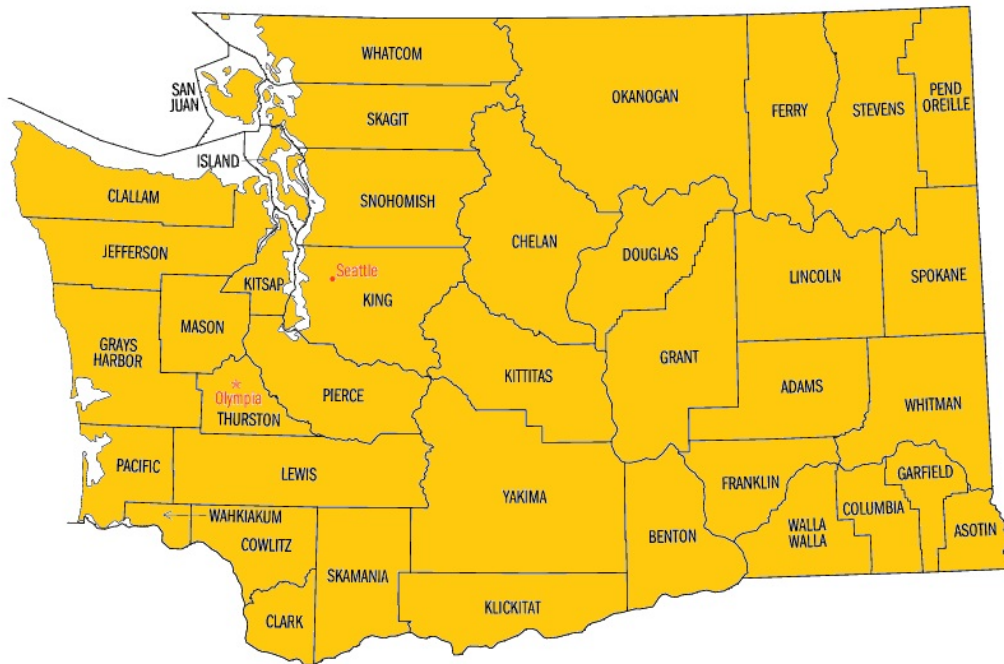 WHATCOM
OKANOGAN
FERRY
STEVENS
PEND
OREILLE
SAN
JUAN
SKAGIT
ISLAND
CLALLAM
SNOHOMISH
JEFFERSON
CHELAN
DOUGLAS
Seattle
KITSAP
KING
LINCOLN
SPOKANE
MASON
GRAYS
HARBOR
GRANT
KITTITAS
ADAMS
PIERCE
*
Olympia
THURSTON
WHITMAN
PACIFIC
LEWIS
YAKIMA
FRANKLIN
GARFIELD
WAHKIAKUM
COLUMBIA
WALLA
WALLA
ASOTIN
BENTON
COWLITZ
SKAMANIA
KLICKITAT
CLARK